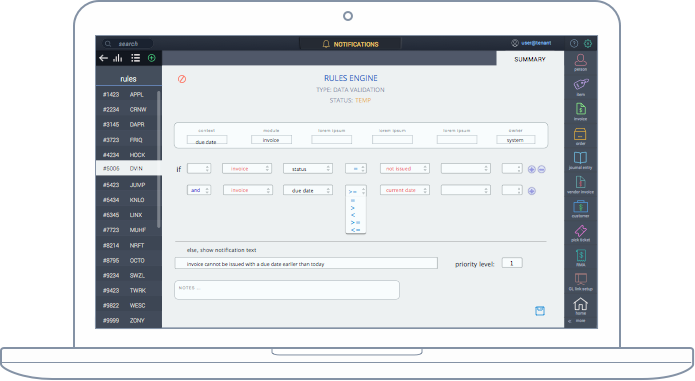 search
NOTIFICATIONS
user@tenant
rules
SUMMARY
#1423 APPL
#2234 CRNW
#3145 DAPR
#3723 FRIQ
#4234 HOCK
#5006 OVIN
#5423 JUMP
#5434 KNLO
#6345 LINX
#7723 MUHF
#8214 NRFT
#8795 OCTO
#9234 SWZL
#9423 TWRK
#9822 WESC
#9999 ZONY
RULES ENGINE
TYPE: DATA VALIDATION
STATUS: TEMP
context module lorem ipsum lorem ipsum lorem ipsum owner
due date invoice system
if invoice status = not issued
and invoice due date >= current date
=
>
<
>=
<=
else, show notification text
invoice cannot be issued with a due date earlier than today
priority level: 1
NOTES ...
person
item
invoice
order
journal entry
vendor invoice
customer
pick ticket
GL link setup
home
more